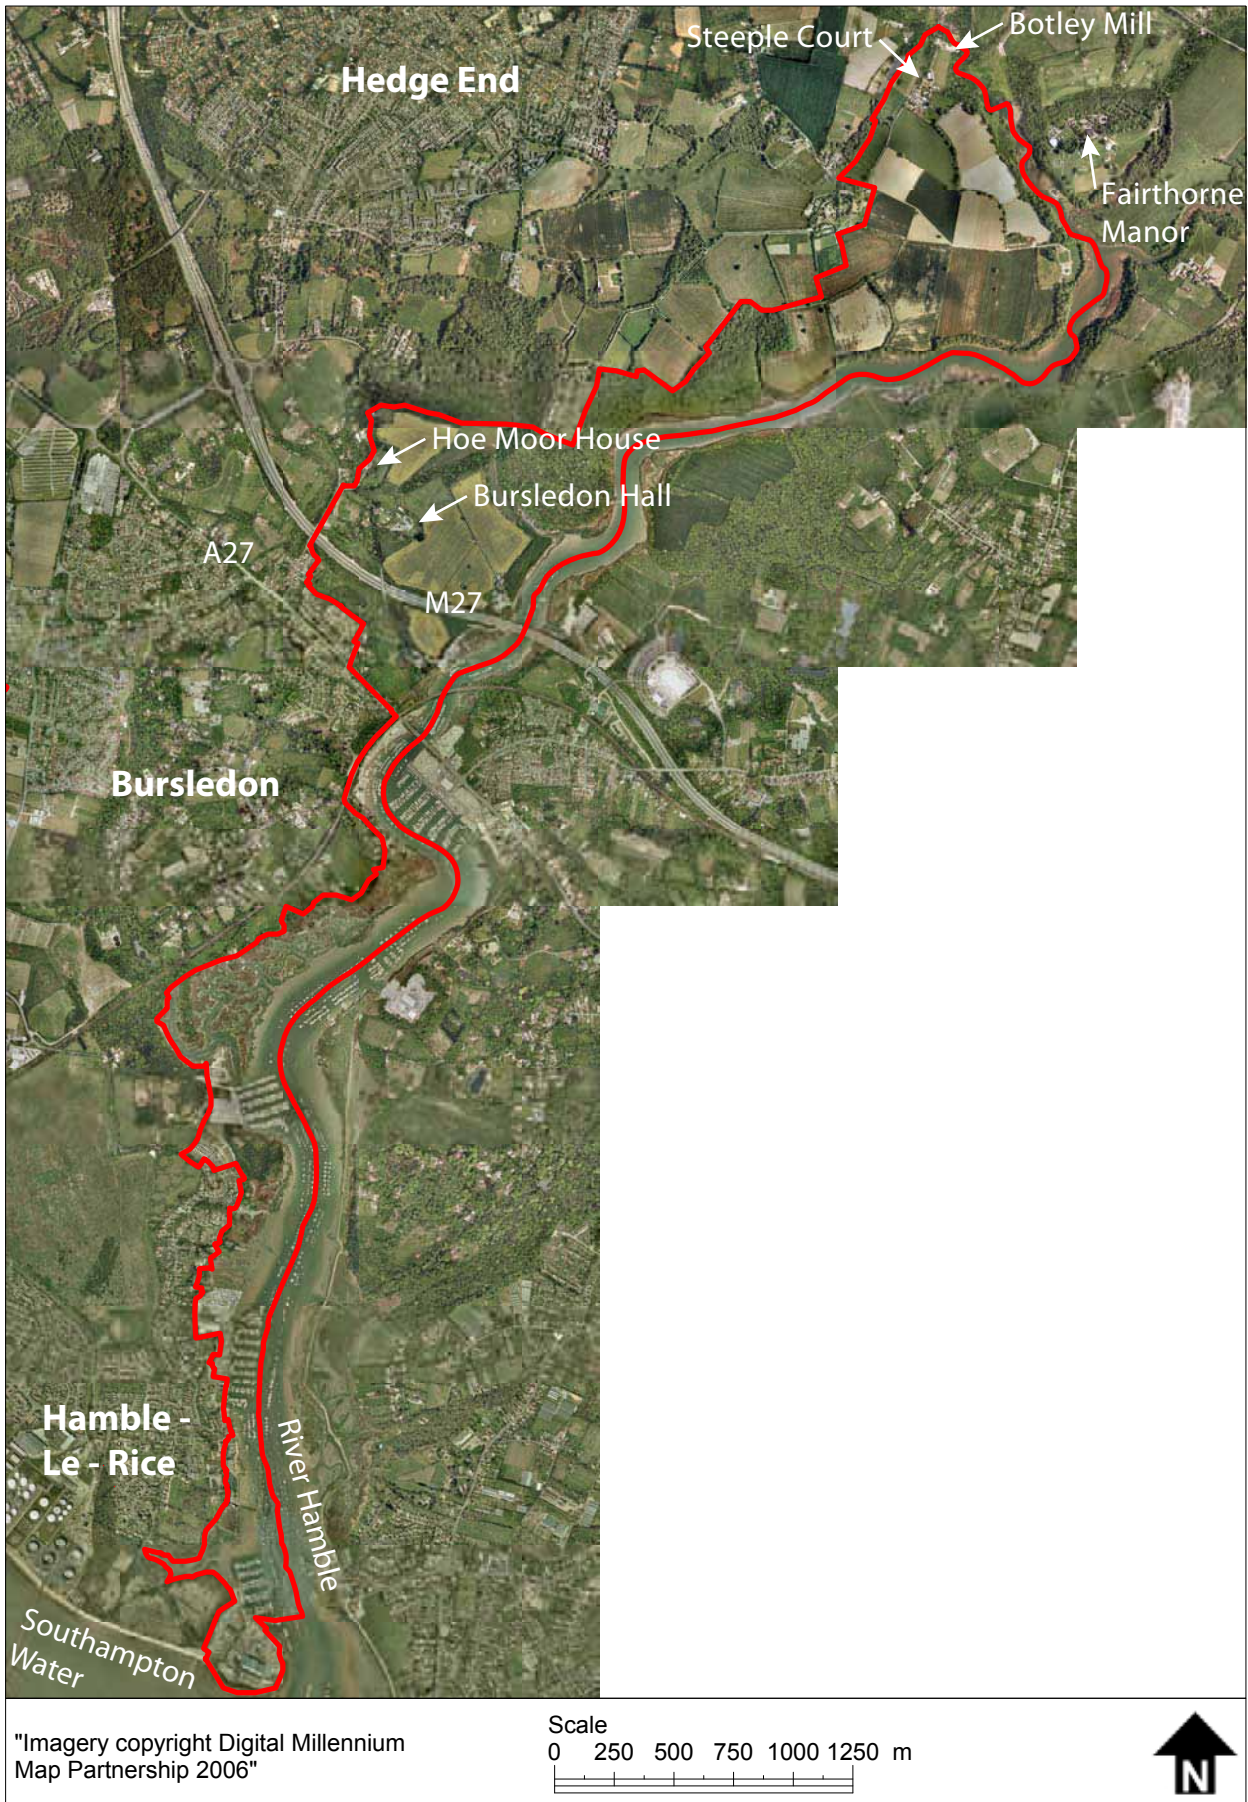 Botley Mill
Steeple Court
Hedge End
Fairthorne
Manor
Hoe Moor House
Bursledon Hall
A27
M27
Bursledon
Hamble -
Le - Rice
River Hamble
Southampton
Water
"Imagery copyright Digital Millennium
Map Partnership 2006"
Scale
0 250 500 750 1000 1250 m
N